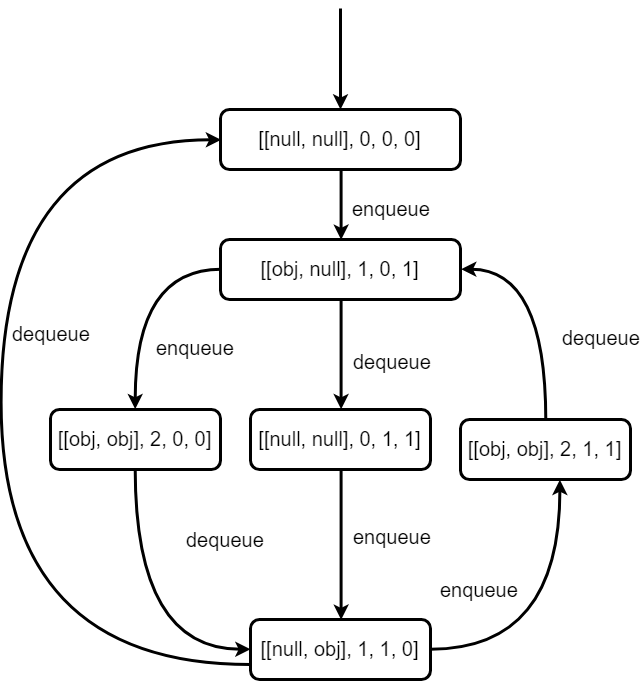 [[null, null], 0, 0, 0]
enqueue
[[obj, null], 1, 0, 1]
dequeue
enqueue
dequeue
dequeue
[[obj, obj], 2, 0, 0]
[[null, null], 0, 1, 1]
[[obj, obj], 2, 1, 1]
dequeue
enqueue
enqueue
[[null, obj], 1, 1, 0]